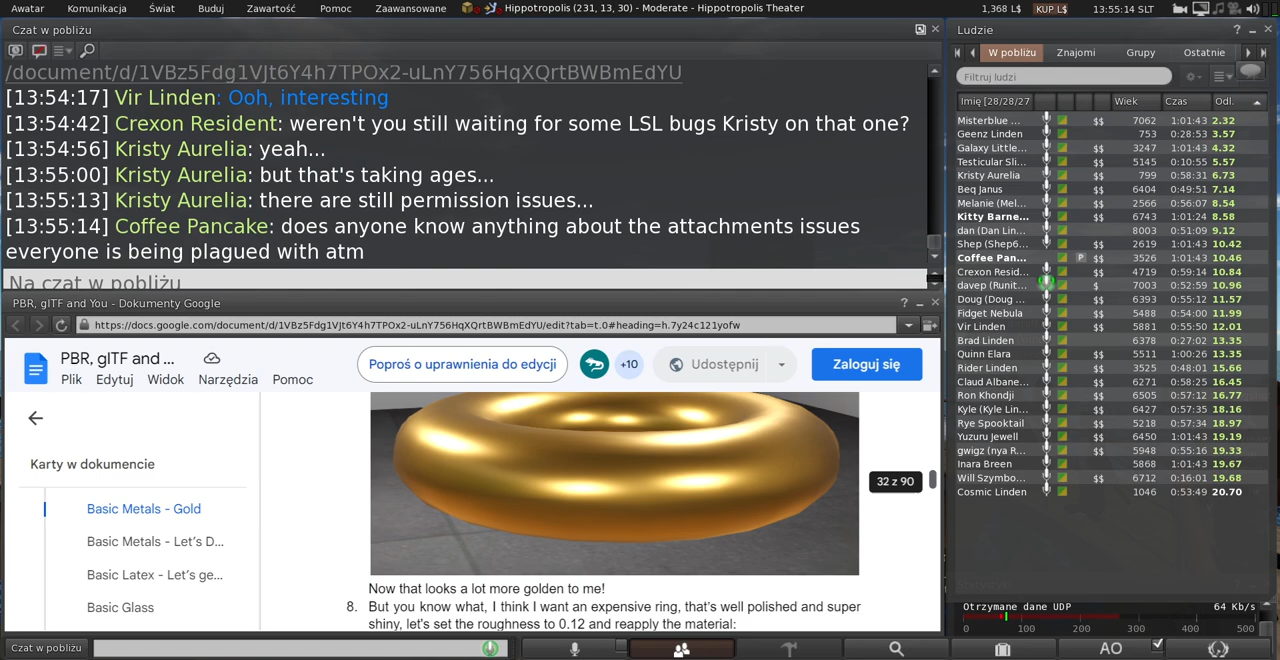 Awatar Komunikacja Świat Buduj Zawartość Pomoc Zaawansowane Hippotropolis (231, 13, 30) - Moderate - Hippotropolis Theater 1,368 L$ KUP L$ 13:55:14 SLT
Czat w pobliżu
/document/d/1VBz5Fdg1VJt6Y4h7TPOx2-uLnY756HqXQrtBWBmEdYU
[13:54:17] Vir Linden: Ooh, interesting
[13:54:42] Crexon Resident: weren't you still waiting for some LSL bugs Kristy on that one?
[13:54:56] Kristy Aurelia: yeah...
[13:55:00] Kristy Aurelia: but that's taking ages...
[13:55:13] Kristy Aurelia: there are still permission issues...
[13:55:14] Coffee Pancake: does anyone know anything about the attachments issues
everyone is being plagued with atm
Na czat w pobliżu
PBR, glTF and You - Dokumenty Google
https://docs.google.com/document/d/1VBz5Fdg1VJt6Y4h7TPOx2-uLnY756HqXQrtBWBmEdYU/edit?tab=t.0#heading=h.7y24c121yofw
PBR, glTF and ...
Plik Edytuj Widok Narzędzia Pomoc
Poproś o uprawnienia do edycji
+10
Udostępnij
Zaloguj się
Karty w dokumencie
Basic Metals - Gold
Basic Metals - Let's D...
Basic Latex - Let's ge...
Basic Glass
32 z 90
Now that looks a lot more golden to me!
8. But you know what, I think I want an expensive ring, that's well polished and super
shiny, let's set the roughness to 0.12 and reapply the material:
Czat w pobliżu
AO
Ludzie
W pobliżu Znajomi Grupy Ostatnie
Filtruj ludzi
Imię [28/28/27 Wiek Czas Odl.
Misterblue ... $$ 7062 1:01:43 2.32
Geenz Linden 753 0:28:53 3.57
Galaxy Little... $$ 3247 1:01:43 4.32
Testicular Sli... $$ 5145 0:10:55 5.57
Kristy Aurelia $$ 799 0:58:31 6.73
Beq Janus $$ 6404 0:49:51 7.14
Melanie (Mel... $$ 2566 0:56:07 8.54
Kitty Barne... $$ 6743 1:01:24 8.58
dan (Dan Lin... 8003 0:51:09 9.12
Shep (Shep6... $$ 2619 1:01:43 10.42
Coffee Pan... P $$ 3526 1:01:43 10.46
Crexon Resid... $$ 4719 0:59:14 10.84
davep (Runit... $ 7003 0:52:59 10.96
Doug (Doug ... $$ 6393 0:55:12 11.57
Fidget Nebula $$ 5488 0:54:00 11.99
Vir Linden $$ 5881 0:55:50 12.01
Brad Linden 6378 0:27:02 13.35
Quinn Elara $$ 5511 1:00:26 13.35
Rider Linden $$ 3525 0:48:01 15.66
Claud Albane... $$ 6271 0:58:25 16.45
Ron Khondji $$ 6505 0:57:12 16.77
Kyle (Kyle Lin... $$ 6427 0:57:35 18.16
Rye Spooktail $$ 5218 0:57:34 18.97
Yuzuru Jewell $$ 6450 1:01:43 19.19
gwigz (nya R... $$ 5948 0:55:16 19.33
Inara Breen 5868 1:01:43 19.67
Will Szymbo... $$ 6712 0:16:01 19.68
Cosmic Linden 1046 0:53:49 20.70
Otrzymane dane UDP 64 Kb/s
0 100 200 300 400 500